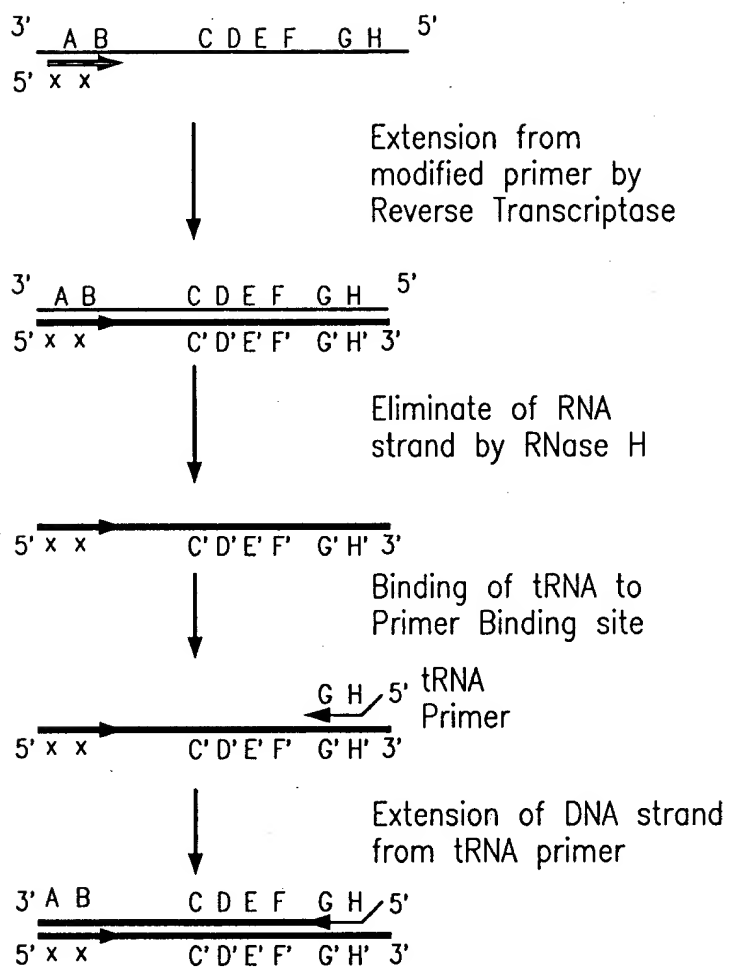 3' A B C D E F G H 5'
5' x x
Extension from
modified primer by
Reverse Transcriptase
3' A B C D E F G H 5'
5' x x C' D' E' F' G' H' 3'
Eliminate of RNA
strand by RNase H
5' x x C' D' E' F' G' H' 3'
Binding of tRNA to
Primer Binding site
G H 5' tRNA
Primer
5' x x C' D' E' F' G' H' 3'
Extension of DNA strand
from tRNA primer
3' A B C D E F G H 5'
5' x x C' D' E' F' G' H' 3'